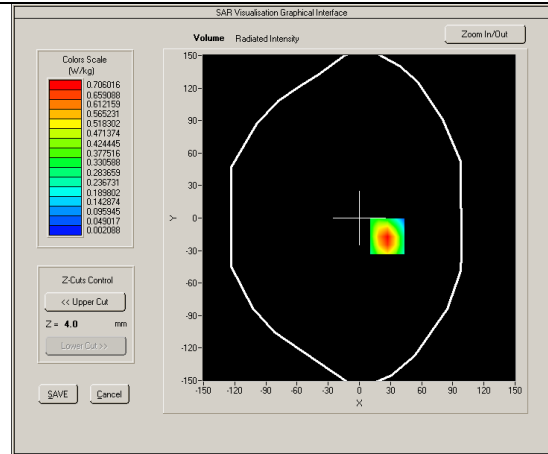 SAR Visualisation Graphical Interface
Volume Radiated Intensity
Zoom In/Out
Colors Scale
(W/kg)
0.706016
0.659088
0.612159
0.565231
0.518302
0.471374
0.424445
0.377516
0.330588
0.283659
0.236731
0.189802
0.142874
0.095945
0.049017
0.002088
Z-Cuts Control
<< Upper Cut
Z = 4.0 mm
Lower Cut >>
SAVE Cancel
150-
120-
90-
60-
30-
0-
-30-
-60-
-90-
-120-
-150-
Y
-150 -120 -90 -60 -30 0 30 60 90 120 150
X